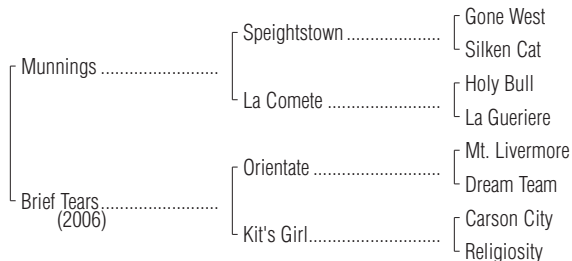 Gone West
Speightstown ....................
Silken Cat
Munnings .........................
Holy Bull
La Comete ........................
La Gueriere
Mt. Livermore
Orientate ...........................
Dream Team
Brief Tears.........................
(2006)
Carson City
Kit's Girl............................
Religiosity